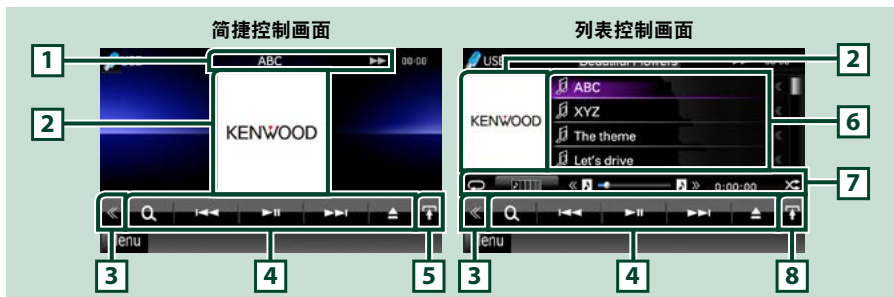 简捷控制画面
列表控制画面
1
ABC
00:00
2
KENWOOD
3
4
5
USB
Beautiful Flowers
2
KENWOOD
ABC
XYZ
The theme
Let's drive
6
0:00:00
7
enu
enu
3
4
8